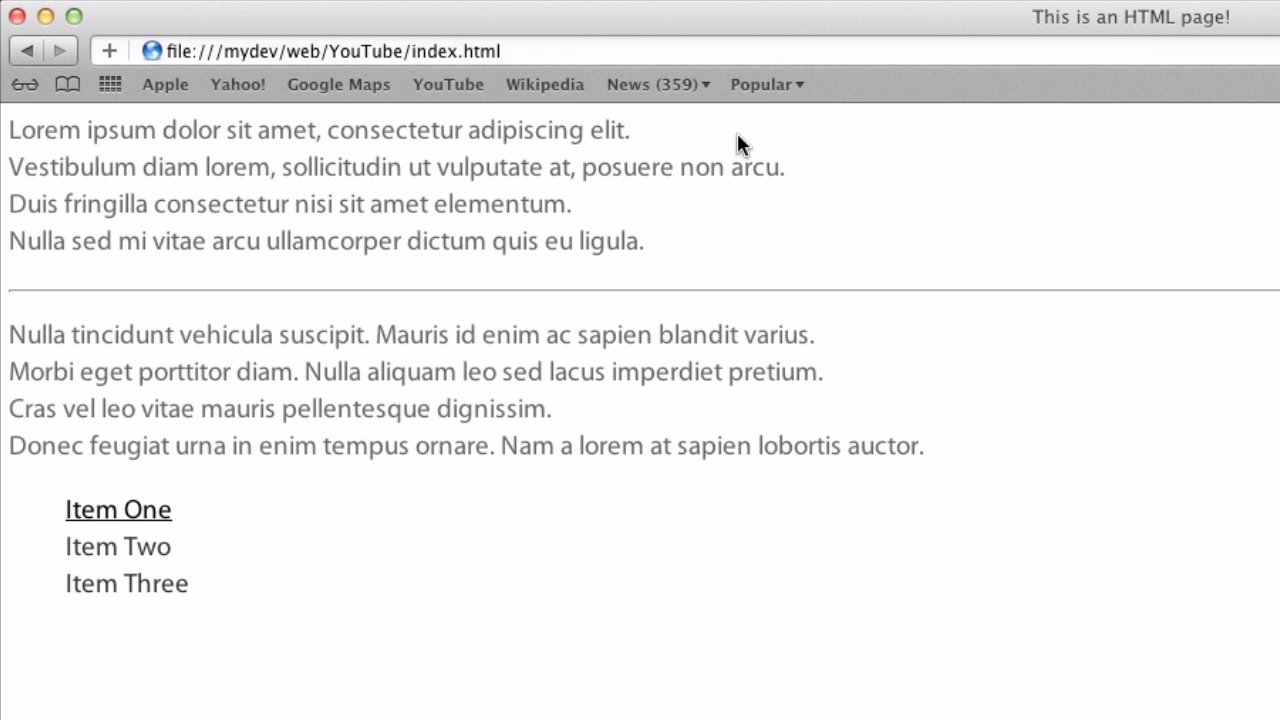 This is an HTML page!
file:///mydev/web/YouTube/index.html
Apple Yahoo! Google Maps YouTube Wikipedia News (359) Popular
Lorem ipsum dolor sit amet, consectetur adipiscing elit.
Vestibulum diam lorem, sollicitudin ut vulputate at, posuere non arcu.
Duis fringilla consectetur nisi sit amet elementum.
Nulla sed mi vitae arcu ullamcorper dictum quis eu ligula.
Nulla tincidunt vehicula suscipit. Mauris id enim ac sapien blandit varius.
Morbi eget porttitor diam. Nulla aliquam leo sed lacus imperdiet pretium.
Cras vel leo vitae mauris pellentesque dignissim.
Donec feugiat urna in enim tempus ornare. Nam a lorem at sapien lobortis auctor.
Item One
Item Two
Item Three